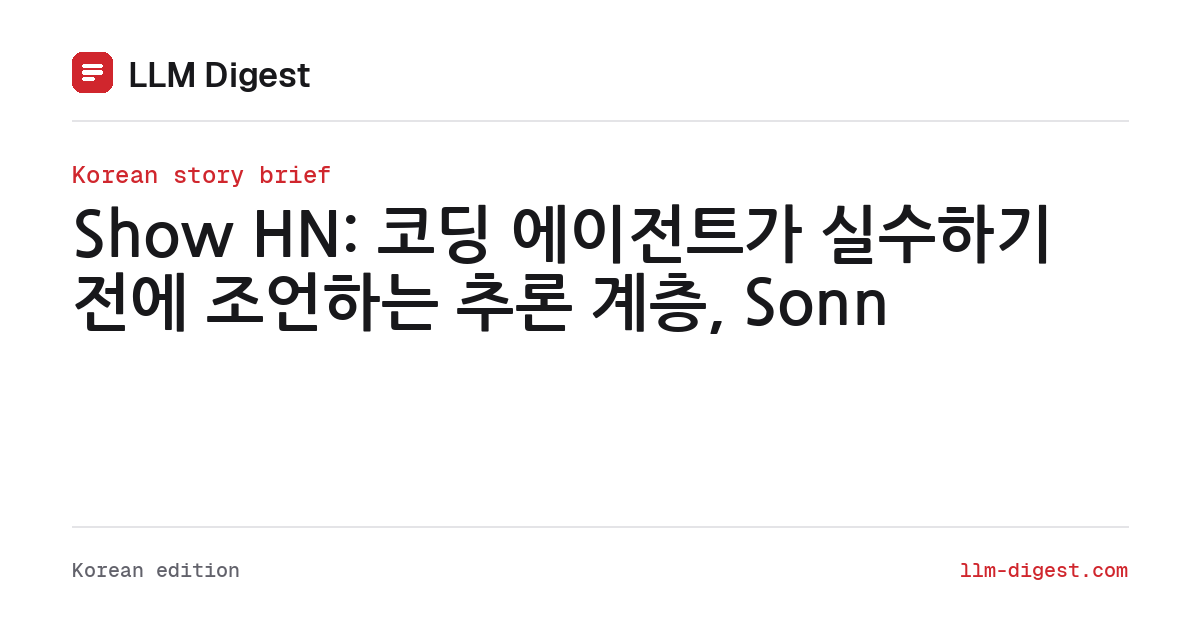 LLM Digest
Korean story brief
Show HN: 코딩 에이전트가 실수하기
전에 조언하는 추론 계층, Sonn
Korean edition
llm-digest.com